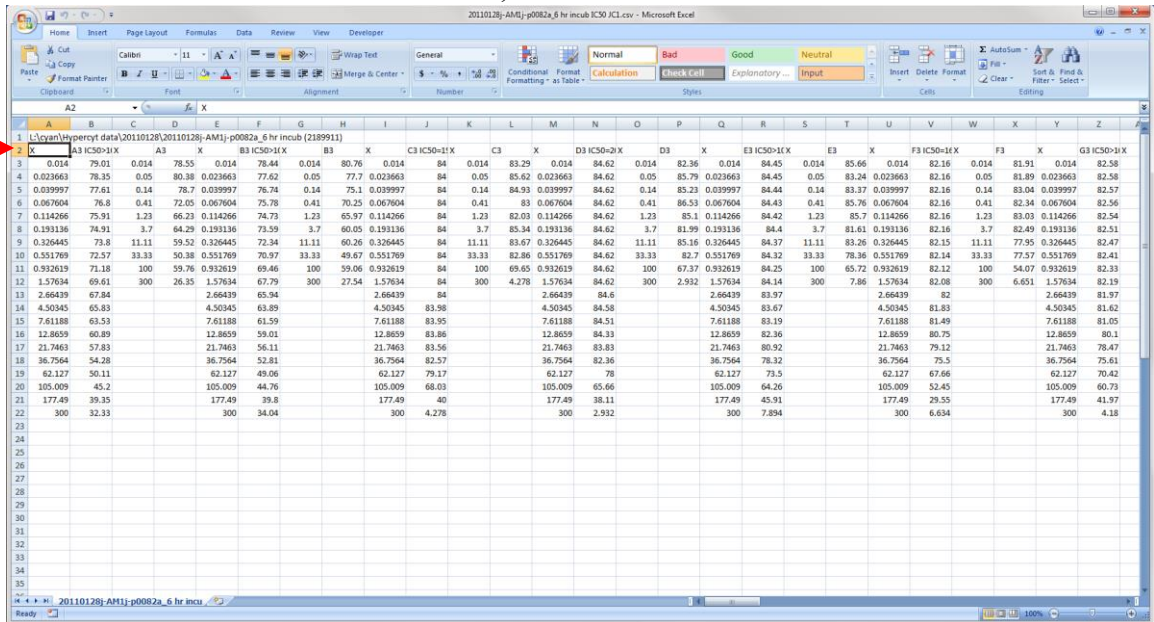 20110128j-AM1j-p0082a_6 hr incub IC50 JC1.csv - Microsoft Excel
Home Insert Page Layout Formulas Data Review View Developer
Cut Calibri 11 Wrap Text General Normal Bad Good Neutral AutoSum
Copy Fill
Paste Format Painter B I U Merge & Center $ % , Conditional Formatting Format as Table Calculation Check Cell Explanatory ... Input Insert Delete Format Clear Sort & Filter Find & Select
Clipboard Font Alignment Number Styles Cells Editing
A2 fx X
A B C D E F G H I J K L M N O P Q R S T U V W X Y Z
1 L:\cyan\Hypercyt data\20110128\20110128j-AM1j-p0082a_6 hr incub (2189911)
2 X A3 IC50>1( X A3 X B3 IC50>1( X B3 X C3 IC50=1! X C3 X D3 IC50=2( X D3 X E3 IC50>1( X E3 X F3 IC50=1( X F3 X G3 IC50>1( X
3 0.014 79.01 0.014 78.55 0.014 78.44 0.014 80.76 0.014 84 0.014 83.29 0.014 84.62 0.014 82.36 0.014 84.45 0.014 85.66 0.014 82.16 0.014 81.91 0.014 82.58
4 0.023663 78.35 0.05 80.38 0.023663 77.62 0.05 77.7 0.023663 84 0.05 85.62 0.023663 84.62 0.05 85.79 0.023663 84.45 0.05 83.24 0.023663 82.16 0.05 81.89 0.023663 82.58
5 0.039997 77.61 0.14 78.7 0.039997 76.74 0.14 75.1 0.039997 84 0.14 84.93 0.039997 84.62 0.14 85.23 0.039997 84.44 0.14 83.37 0.039997 82.16 0.14 83.04 0.039997 82.57
6 0.067604 76.8 0.41 72.05 0.067604 75.78 0.41 70.25 0.067604 84 0.41 83 0.067604 84.62 0.41 86.53 0.067604 84.43 0.41 85.76 0.067604 82.16 0.41 82.34 0.067604 82.56
7 0.114266 75.91 1.23 66.23 0.114266 74.73 1.23 65.97 0.114266 84 1.23 82.03 0.114266 84.62 1.23 85.1 0.114266 84.42 1.23 85.7 0.114266 82.16 1.23 83.03 0.114266 82.54
8 0.193136 74.91 3.7 64.29 0.193136 73.59 3.7 60.05 0.193136 84 3.7 85.34 0.193136 84.62 3.7 81.99 0.193136 84.4 3.7 81.61 0.193136 82.16 3.7 82.49 0.193136 82.51
9 0.326445 73.8 11.11 59.52 0.326445 72.34 11.11 60.26 0.326445 84 11.11 83.67 0.326445 84.62 11.11 85.16 0.326445 84.37 11.11 83.26 0.326445 82.15 11.11 77.95 0.326445 82.47
10 0.551769 72.57 33.33 50.38 0.551769 70.97 33.33 49.67 0.551769 84 33.33 82.86 0.551769 84.62 33.33 82.7 0.551769 84.32 33.33 78.36 0.551769 82.14 33.33 77.57 0.551769 82.41
11 0.932619 71.18 100 59.76 0.932619 69.46 100 59.06 0.932619 84 100 69.65 0.932619 84.62 100 67.37 0.932619 84.25 100 65.72 0.932619 82.12 100 54.07 0.932619 82.33
12 1.57634 69.61 300 26.35 1.57634 67.79 300 27.54 1.57634 84 300 4.278 1.57634 84.62 300 2.932 1.57634 84.14 300 7.86 1.57634 82.08 300 6.651 1.57634 82.19
13 2.66439 67.84 2.66439 65.94 2.66439 84 2.66439 84.6 2.66439 83.97 2.66439 82 2.66439 81.97
14 4.50345 65.83 4.50345 63.89 4.50345 83.98 4.50345 84.58 4.50345 83.67 4.50345 81.83 4.50345 81.62
15 7.61188 63.53 7.61188 61.59 7.61188 83.95 7.61188 84.51 7.61188 83.19 7.61188 81.49 7.61188 81.05
16 12.8659 60.89 12.8659 59.01 12.8659 83.86 12.8659 84.33 12.8659 82.36 12.8659 80.75 12.8659 80.1
17 21.7463 57.83 21.7463 56.11 21.7463 83.56 21.7463 83.83 21.7463 80.92 21.7463 79.12 21.7463 78.47
18 36.7564 54.28 36.7564 52.81 36.7564 82.57 36.7564 82.36 36.7564 78.32 36.7564 75.5 36.7564 75.61
19 62.127 50.11 62.127 49.06 62.127 79.17 62.127 78 62.127 73.5 62.127 67.66 62.127 70.42
20 105.009 45.2 105.009 44.76 105.009 68.03 105.009 65.66 105.009 64.26 105.009 52.45 105.009 60.73
21 177.49 39.35 177.49 39.8 177.49 40 177.49 38.11 177.49 45.91 177.49 29.55 177.49 41.97
22 300 32.33 300 34.04 300 4.278 300 2.932 300 7.894 300 6.634 300 4.18
23
24
25
26
27
28
29
30
31
32
33
34
35
20110128j-AM1j-p0082a_6 hr incu
Ready 100%